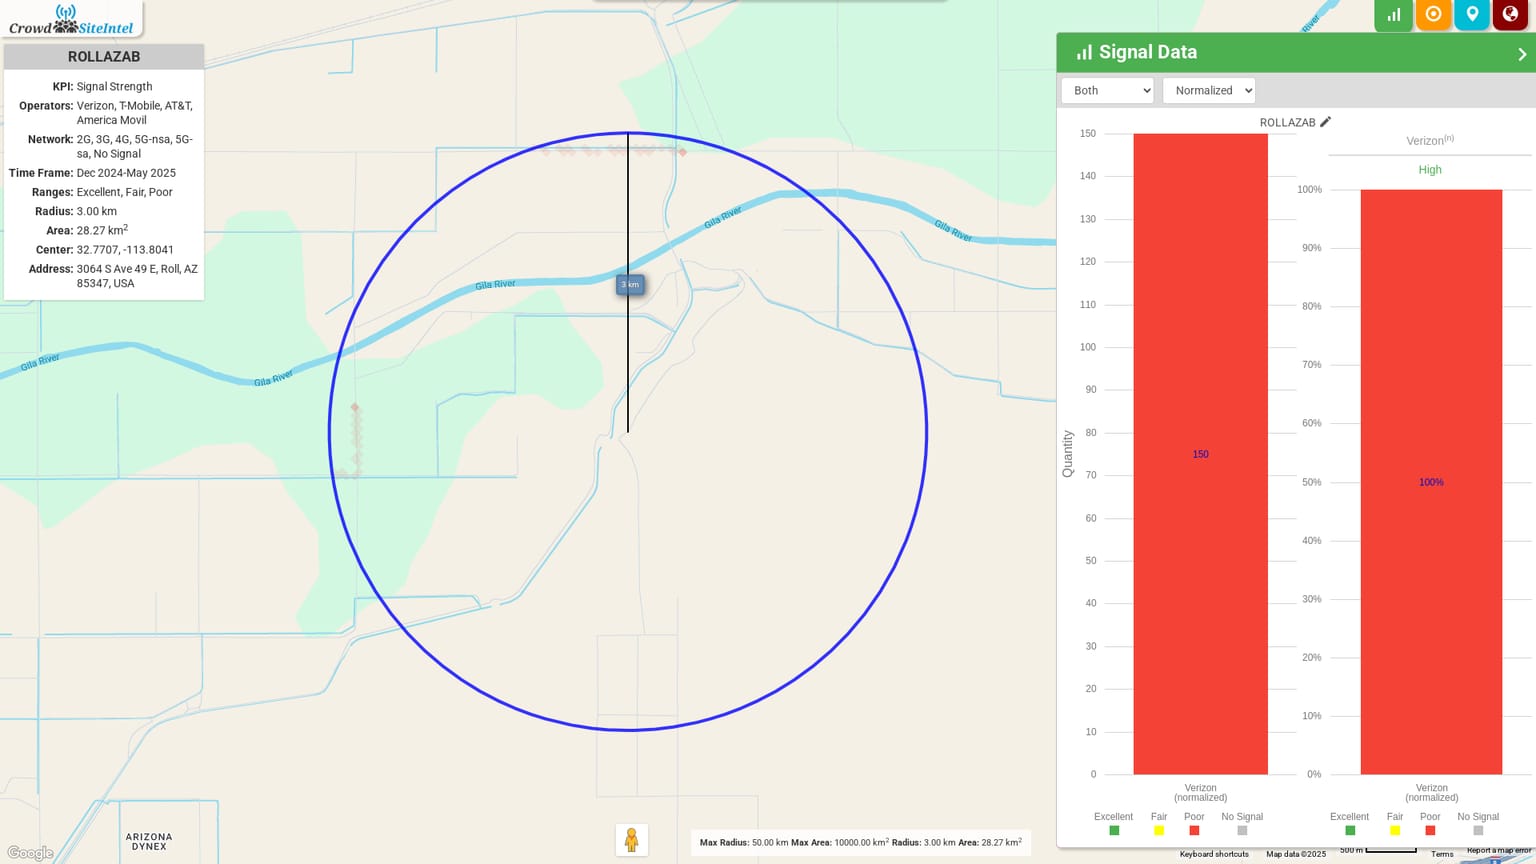 Crowd SiteIntel
ROLLAZAB
KPI: Signal Strength
Operators: Verizon, T-Mobile, AT&T,
America Movil
Network: 2G, 3G, 4G, 5G-nsa, 5G-
sa, No Signal
Time Frame: Dec 2024-May 2025
Ranges: Excellent, Fair, Poor
Radius: 3.00 km
Area: 28.27 km²
Center: 32.7707, -113.8041
Address: 3064 S Ave 49 E, Roll, AZ
85347, USA
River
Gila River
Gila River
Gila River
Gila River
Gila River
3 km
ARIZONA
DYNEX
Google
Max Radius: 50.00 km Max Area: 10000.00 km² Radius: 3.00 km Area: 28.27 km²
Signal Data
Both
Normalized
ROLLAZAB
150
140
130
120
110
100
90
80
70
60
50
40
30
20
10
0
Quantity
150
Verizon
(normalized)
Excellent Fair Poor No Signal
Verizon(n)
High
100%
90%
80%
70%
60%
50%
40%
30%
20%
10%
0%
100%
Verizon
(normalized)
Excellent Fair Poor No Signal
Keyboard shortcuts Map data ©2025 500 m Terms Report a map error